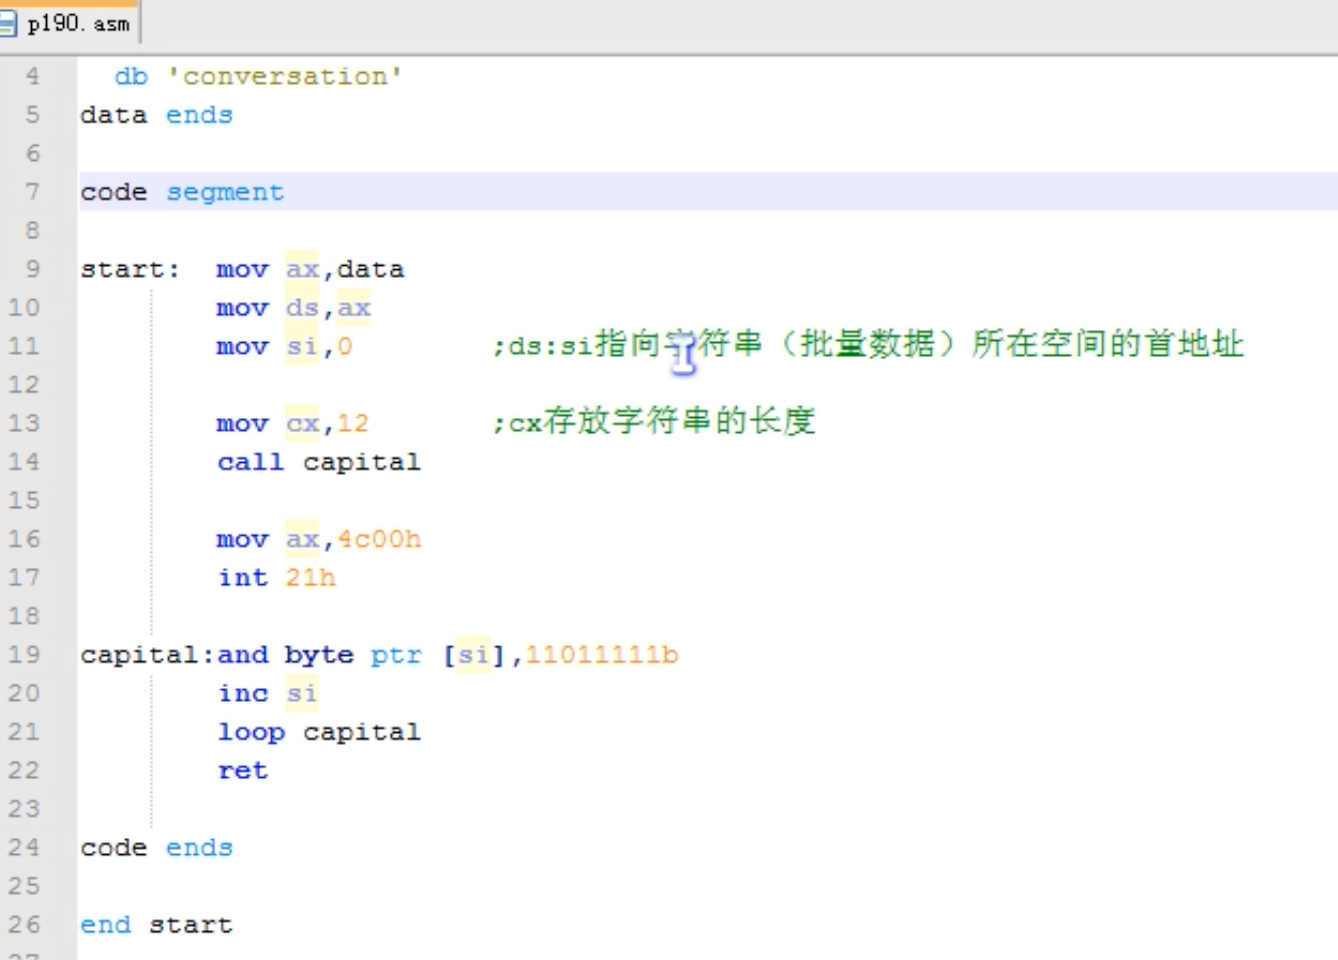 p190.asm
4 db 'conversation'
5 data ends
6
7 code segment
8
9 start: mov ax,data
10 mov ds,ax
11 mov si,0 ;ds:si指向字符串（批量数据）所在空间的首地址
12
13 mov cx,12 ;cx存放字符串的长度
14 call capital
15
16 mov ax,4c00h
17 int 21h
18
19 capital:and byte ptr [si],11011111b
20 inc si
21 loop capital
22 ret
23
24 code ends
25
26 end start
27